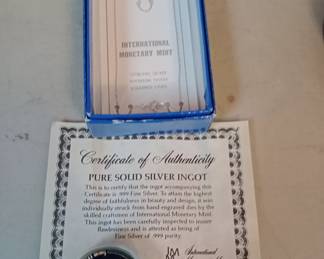 INTERNATIONAL
MONETARY MINT
Certificate of Authenticity
PURE SOLID SILVER INGOT
This is to certify that the ingot accompanying this
Certificate is .999 Fine Silver. To attain the highest
degree of faithfulness in beauty and design, it was
individually struck from hand engraved dies by the
skilled craftsmen of International Monetary Mint.
This ingot has been carefully inspected to insure
flawlessness and is attested as being of
Fine Silver of .999 purity.
International